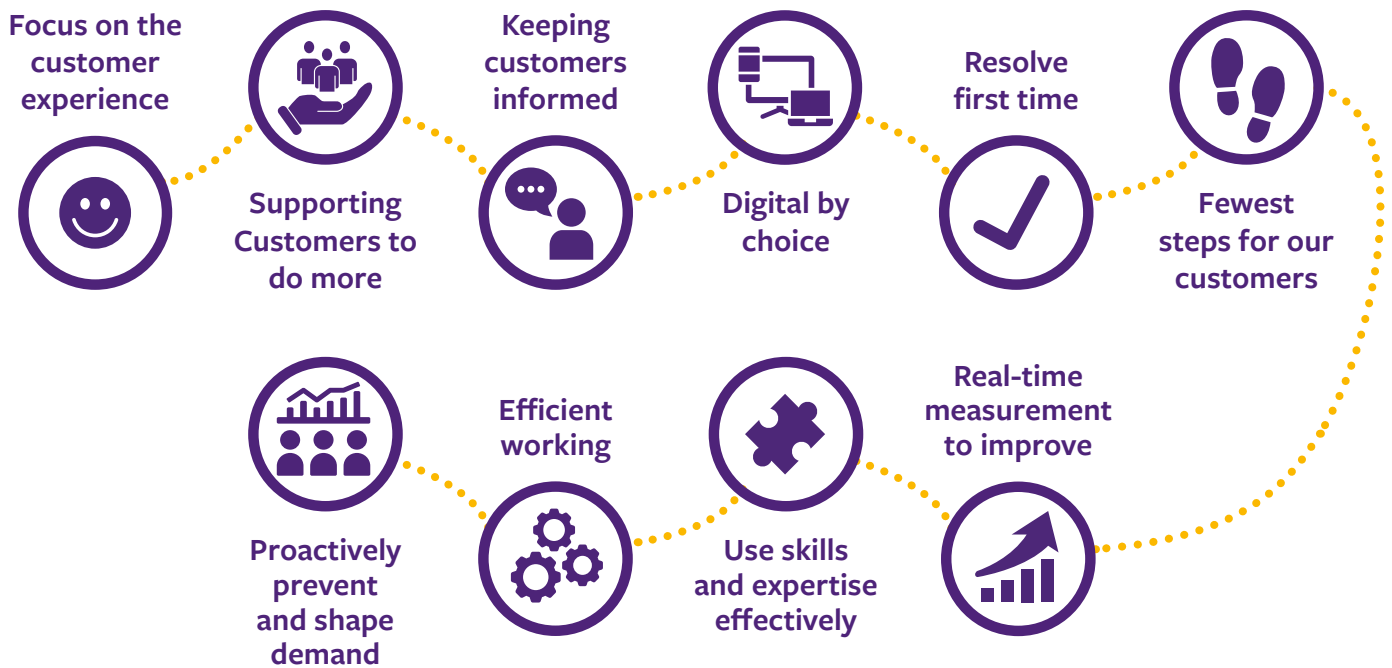 Focus on the
customer
experience
Supporting
Customers to
do more
Keeping
customers
informed
Digital by
choice
Resolve
first time
Fewest
steps for our
customers
Real-time
measurement
to improve
Use skills
and expertise
effectively
Efficient
working
Proactively
prevent
and shape
demand